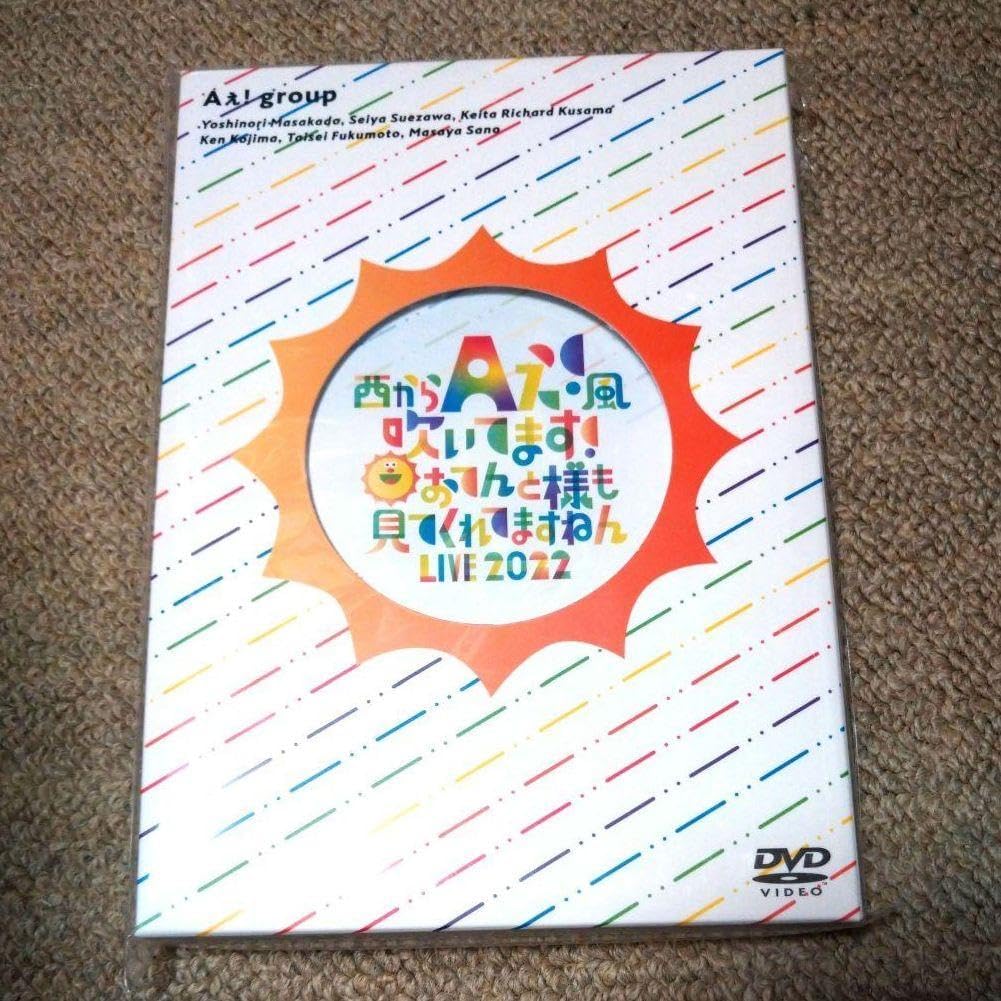 Aぇ! group
Yoshinori Masakado, Seiya Suezawa, Keita Richard Kusama
Ken Kojima, Taisei Fukumoto, Masaya Sano
西からAぇ!風
吹いてます!
おてんと様も
見てくれてますねん
LIVE 2022
DVD
VIDEO
TM